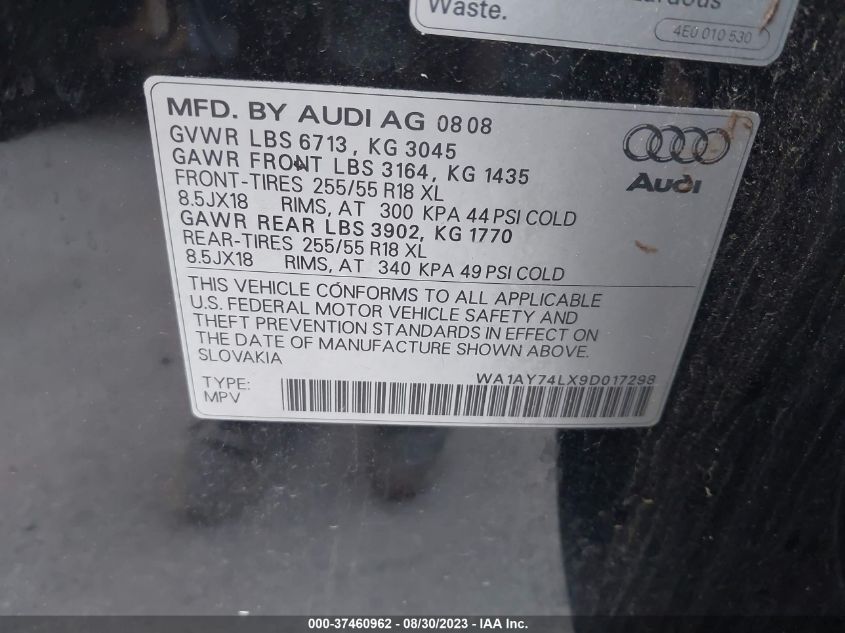 Waste.
4E0 010 530
MFD. BY AUDI AG 08 08
GVWR LBS 6713, KG 3045
GAWR FRONT LBS 3164, KG 1435
FRONT-TIRES 255/55 R18 XL
8.5JX18 RIMS, AT 300 KPA 44 PSI COLD
GAWR REAR LBS 3902, KG 1770
REAR-TIRES 255/55 R18 XL
8.5JX18 RIMS, AT 340 KPA 49 PSI COLD
Audi
THIS VEHICLE CONFORMS TO ALL APPLICABLE
U.S. FEDERAL MOTOR VEHICLE SAFETY AND
THEFT PREVENTION STANDARDS IN EFFECT ON
THE DATE OF MANUFACTURE SHOWN ABOVE.
SLOVAKIA
WA1AY74LX9D017298
TYPE:
MPV
000-37460962 - 08/30/2023 - IAA Inc.